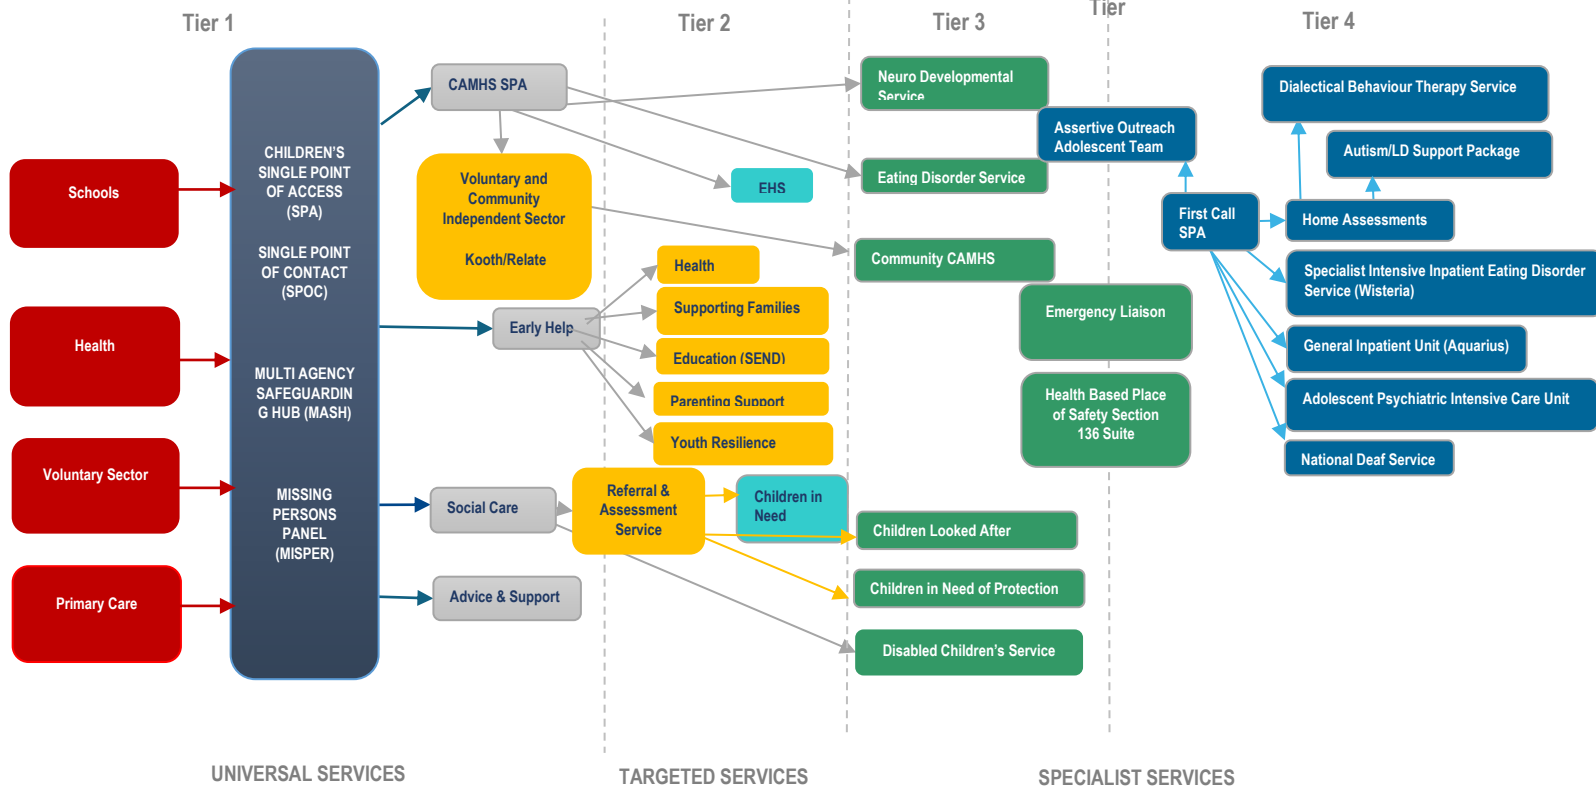 Tier 1
Tier 2
Tier 3
Tier
Tier 4
Schools
Health
Voluntary Sector
Primary Care
CHILDREN'S
SINGLE POINT
OF ACCESS
(SPA)
SINGLE POINT
OF CONTACT
(SPOC)
MULTI AGENCY
SAFEGUARDIN
G HUB (MASH)
MISSING
PERSONS
PANEL
(MISPER)
CAMHS SPA
Voluntary and
Community
Independent Sector
Kooth/Relate
Early Help
Social Care
Advice & Support
EHS
Health
Supporting Families
Education (SEND)
Parenting Support
Youth Resilience
Referral &
Assessment
Service
Children in
Need
Neuro Developmental
Service
Eating Disorder Service
Community CAMHS
Emergency Liaison
Health Based Place
of Safety Section
136 Suite
Children Looked After
Children in Need of Protection
Disabled Children's Service
Assertive Outreach
Adolescent Team
First Call
SPA
Dialectical Behaviour Therapy Service
Autism/LD Support Package
Home Assessments
Specialist Intensive Inpatient Eating Disorder
Service (Wisteria)
General Inpatient Unit (Aquarius)
Adolescent Psychiatric Intensive Care Unit
National Deaf Service
UNIVERSAL SERVICES
TARGETED SERVICES
SPECIALIST SERVICES